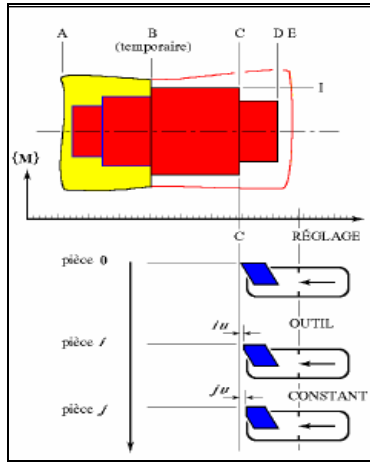 A B C D E
(temporaire)
I
{M}
C RÉGLAGE
pièce 0
iu OUTIL
pièce i
ju CONSTANT
pièce j